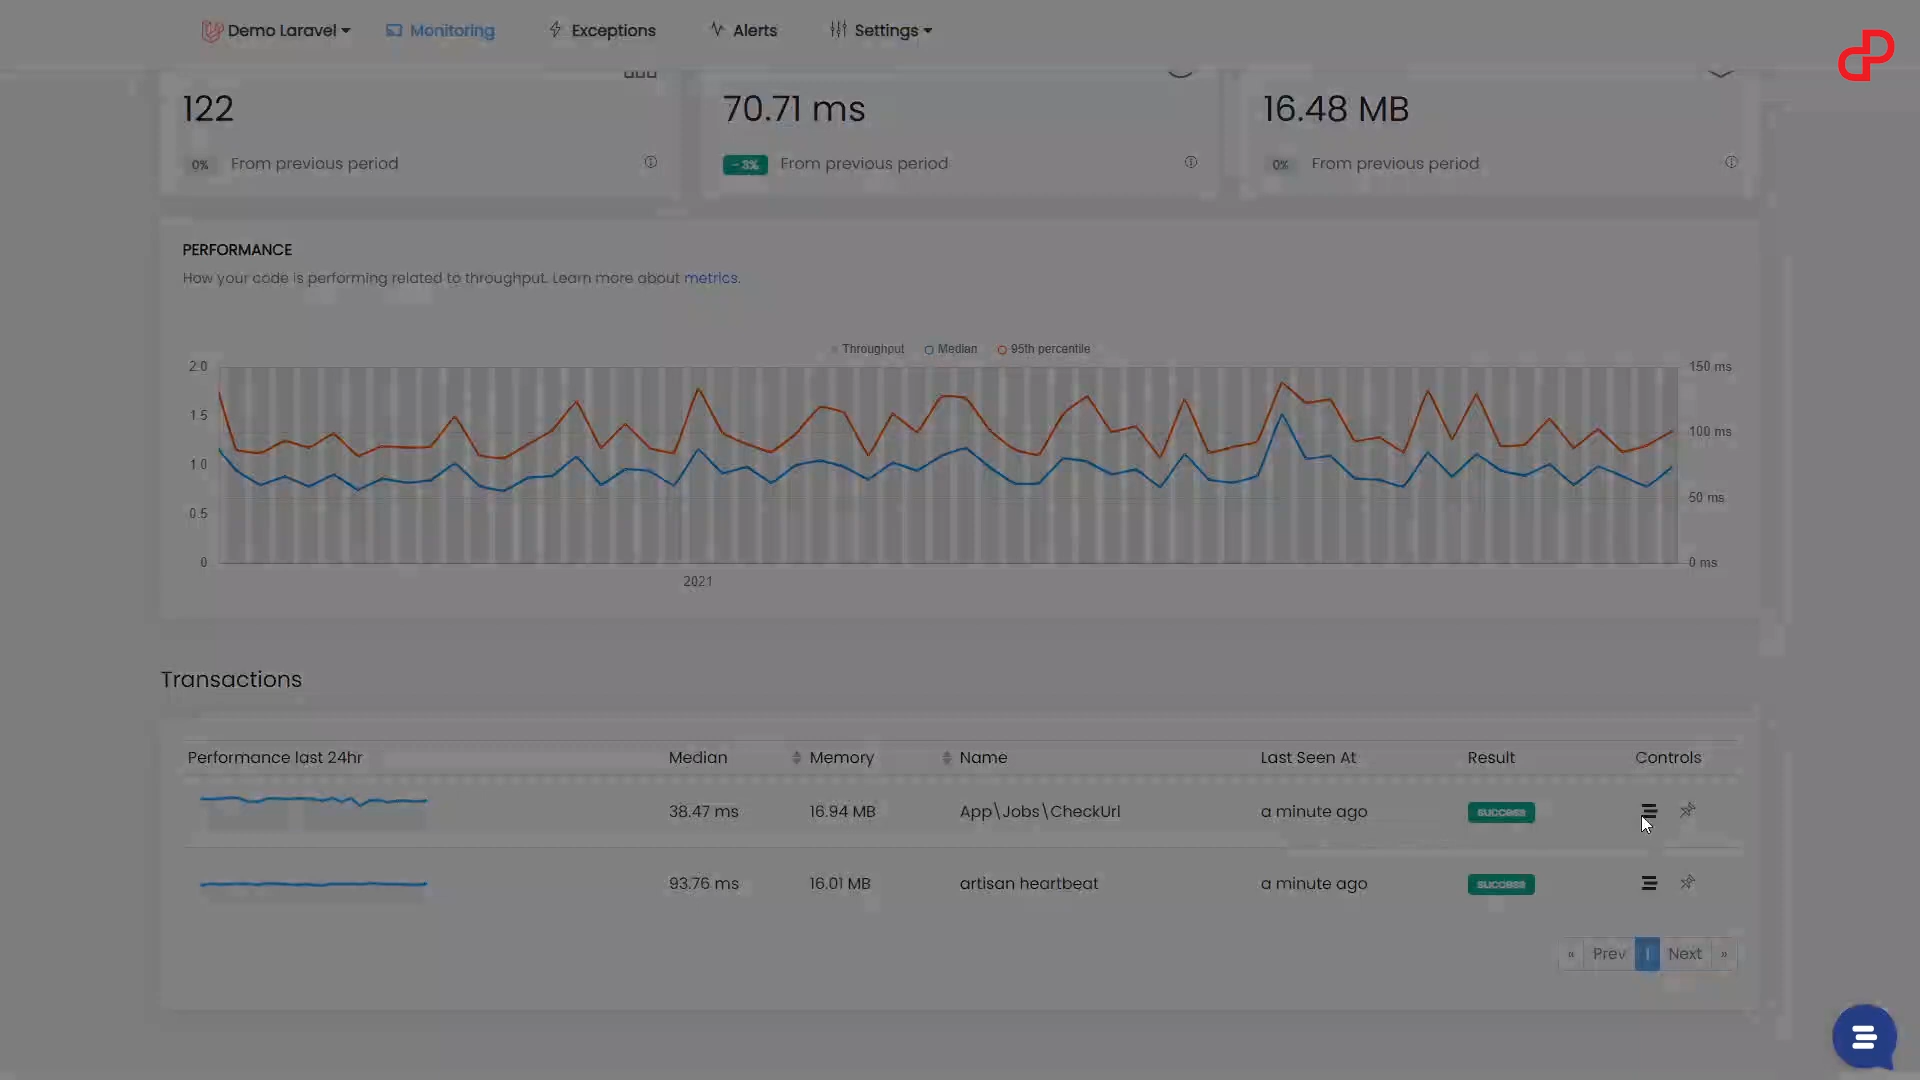 Demo Laravel Monitoring Exceptions Alerts Settings
122 70.71 ms 16.48 MB
0% From previous period -3% From previous period 0% From previous period
PERFORMANCE
How your code is performing related to throughput. Learn more about metrics.
Throughput Median 95th percentile
2.0 150 ms
1.5
100 ms
1.0
50 ms
0.5
0 0 ms
2021
Transactions
Performance last 24hr Median Memory Name Last Seen At Result Controls
38.47 ms 16.94 MB App\Jobs\CheckUrl a minute ago success
93.76 ms 16.01 MB artisan heartbeat a minute ago success
« Prev 1 Next »